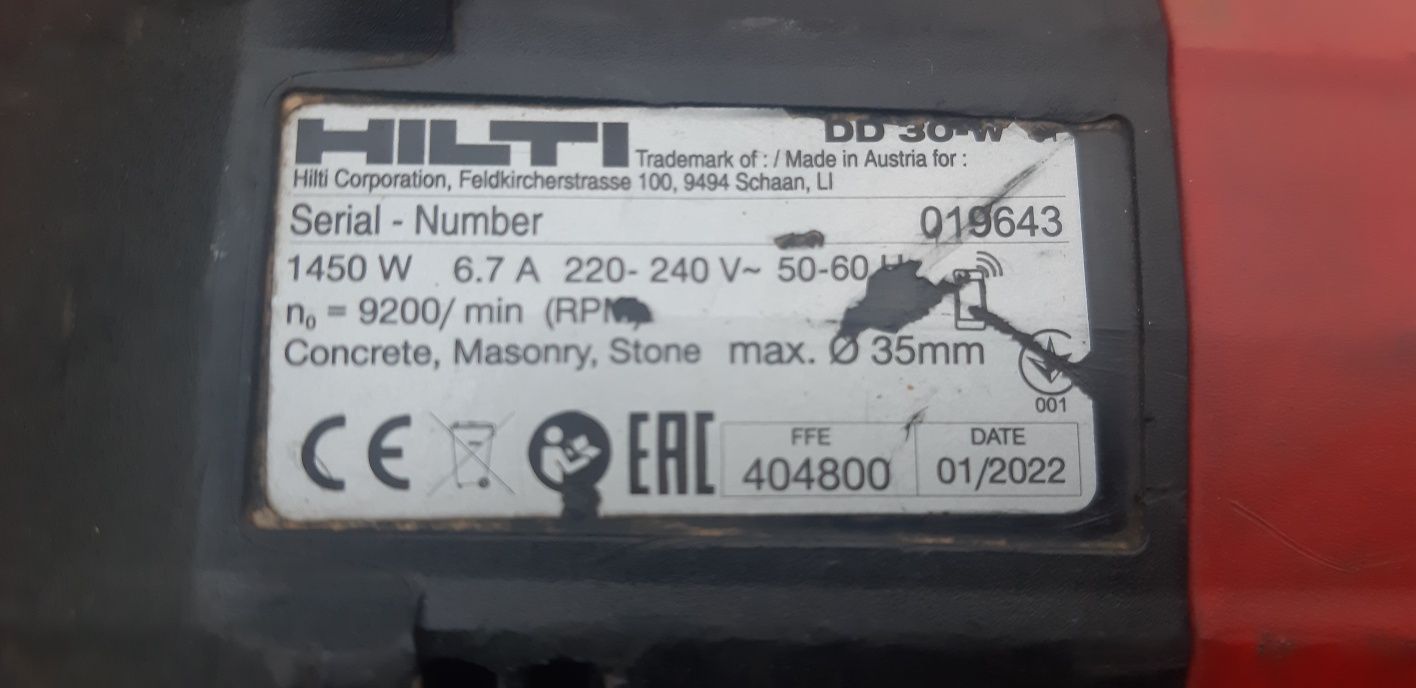 HILTI DD 30-W
Trademark of : / Made in Austria for :
Hilti Corporation, Feldkircherstrasse 100, 9494 Schaan, LI
Serial - Number 019643
1450 W 6.7 A 220- 240 V~ 50-60 Hz
n₀ = 9200/ min (RPM)
Concrete, Masonry, Stone max. Ø 35mm
001
CE EAC
FFE DATE
404800 01/2022